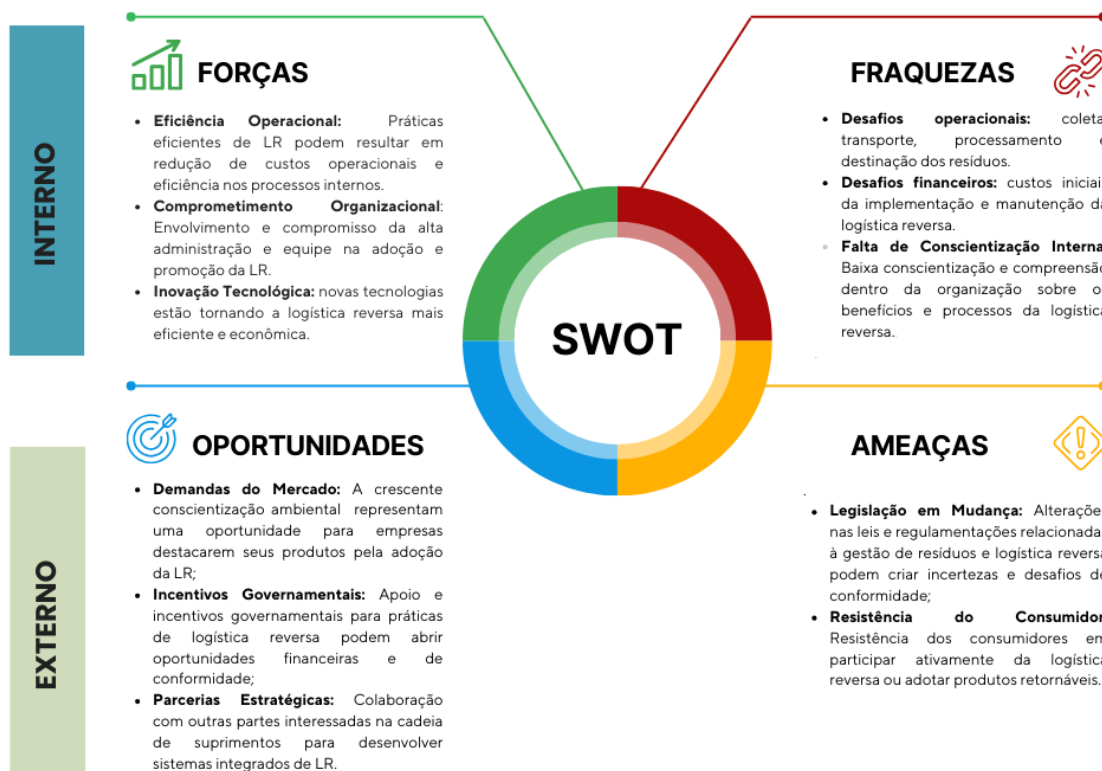 INTERNO
FORÇAS
• Eficiência Operacional: Práticas
eficientes de LR podem resultar em
redução de custos operacionais e
eficiência nos processos internos.
• Comprometimento Organizacional:
Envolvimento e compromisso da alta
administração e equipe na adoção e
promoção da LR.
• Inovação Tecnológica: novas tecnologias
estão tornando a logística reversa mais
eficiente e econômica.
FRAQUEZAS
• Desafios operacionais: coleta
transporte, processamento e
destinação dos resíduos.
• Desafios financeiros: custos iniciai
da implementação e manutenção da
logística reversa.
• Falta de Conscientização Interna
Baixa conscientização e compreensão
dentro da organização sobre o
benefícios e processos da logística
reversa.
SWOT
EXTERNO
OPORTUNIDADES
• Demandas do Mercado: A crescente
conscientização ambiental representam
uma oportunidade para empresas
destacarem seus produtos pela adoção
da LR;
• Incentivos Governamentais: Apoio e
incentivos governamentais para práticas
de logística reversa podem abrir
oportunidades financeiras e de
conformidade;
• Parcerias Estratégicas: Colaboração
com outras partes interessadas na cadeia
de suprimentos para desenvolver
sistemas integrados de LR.
AMEAÇAS
• Legislação em Mudança: Alteraçõe
nas leis e regulamentações relacionada
à gestão de resíduos e logística reversa
podem criar incertezas e desafios de
conformidade;
• Resistência do Consumidor
Resistência dos consumidores em
participar ativamente da logística
reversa ou adotar produtos retornáveis.